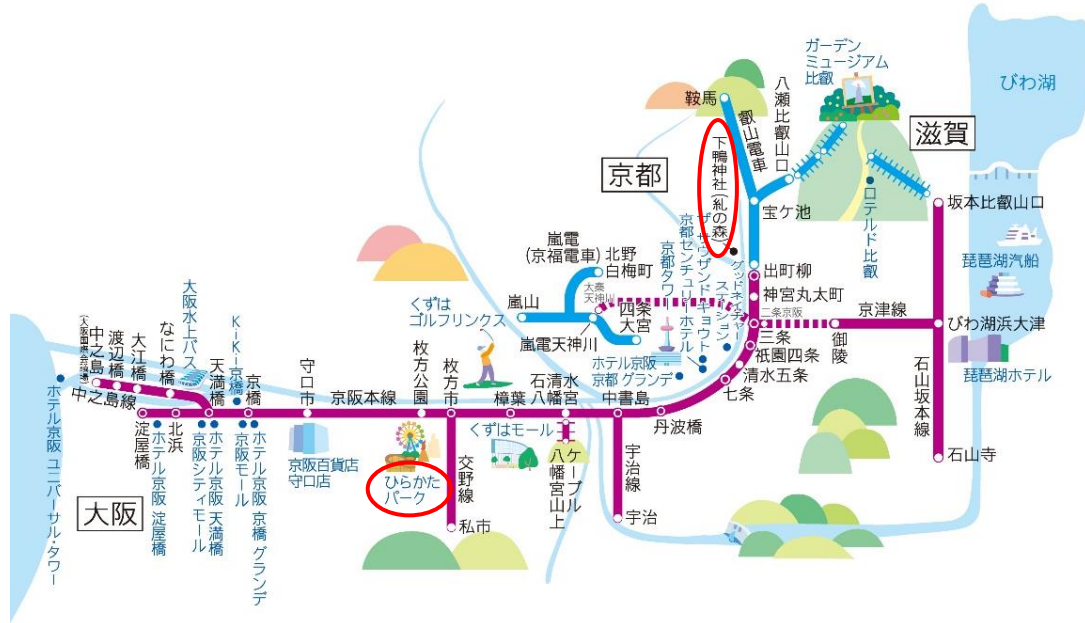 ガーデン
ミュージアム
比叡
びわ湖
鞍馬
叡山電車
八瀬比叡山口
滋賀
京都
下鴨神社(糺の森)
宝ケ池
ロテルド比叡
坂本比叡山口
琵琶湖汽船
嵐電
(京福電車)
北野
白梅町
太秦
天神川
嵐山
四条
大宮
嵐電天神川
京都タワー
京都センチュリーホテル
ザ サウザンド キョウト
グッドネイチャー
ステーション
出町柳
神宮丸太町
二条京阪
三条
京津線
御陵
びわ湖浜大津
琵琶湖ホテル
祇園四条
清水五条
七条
ホテル京阪
京都 グランデ
石山坂本線
石山寺
くずは
ゴルフリンクス
大阪水上バス
K・K・K京橋
中之島
渡辺橋
大江橋
なにわ橋
天満橋
京橋
中之島線
守口市
京阪本線
枚方公園
枚方市
樟葉
石清水
八幡宮
中書島
丹波橋
淀屋橋
北浜
ホテル京阪 ユニバーサル・タワー
大阪
ホテル京阪 淀屋橋
京阪シティモール
ホテル京阪 天満橋
京阪モール
ホテル京阪 京橋 グランデ
京阪百貨店
守口店
ひらかた
パーク
交野線
私市
くずはモール
ケーブル
八幡宮山上
宇治線
宇治